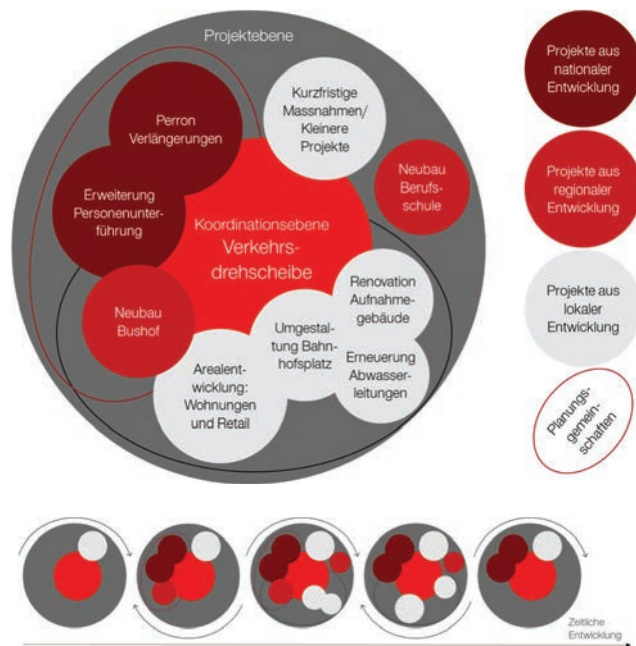 Projektebene
Perron
Verlängerungen
Kurzfristige
Massnahmen/
Kleinere
Projekte
Neubau
Berufs-
schule
Erweiterung
Personenunter-
führung
Koordinationsebene
Verkehrs-
drehscheibe
Neubau
Bushof
Renovation
Aufnahme-
gebäude
Umgestal-
tung Bahn-
hofsplatz
Erneuerung
Abwasser-
leitungen
Arealent-
wicklung:
Wohnungen
und Retail
Projekte aus
nationaler
Entwicklung
Projekte aus
regionaler
Entwicklung
Projekte aus
lokaler
Entwicklung
Planungs-
gemein-
schaften
Zeitliche
Entwicklung